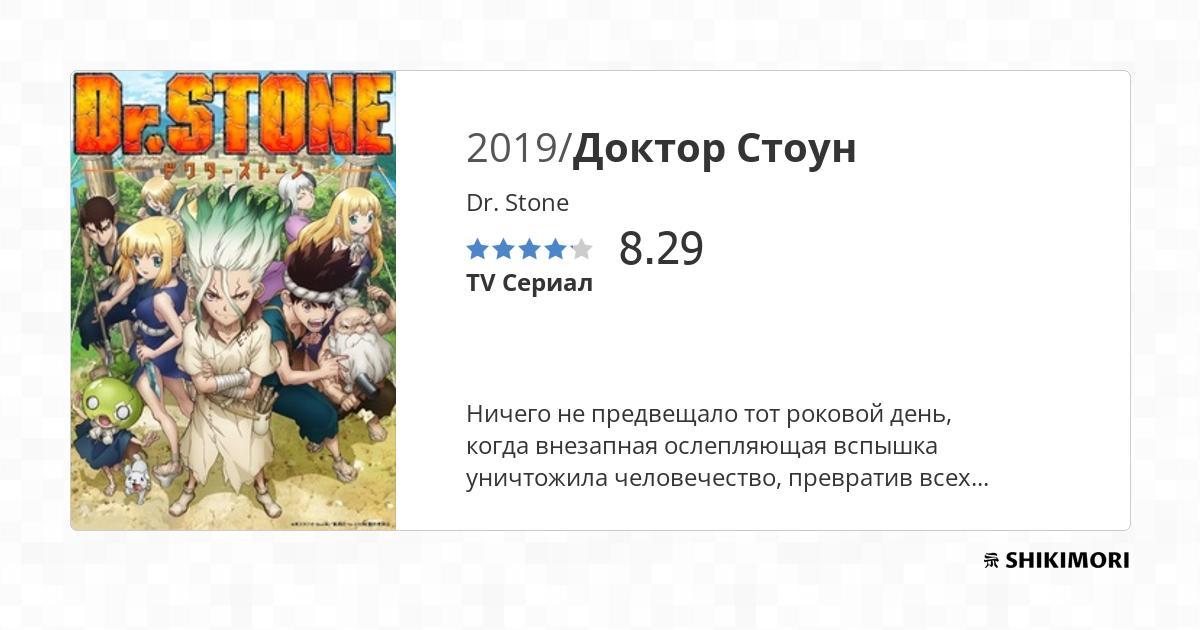 Dr.STONE
ドクターストーン
2019/Доктор Стоун
Dr. Stone
8.29
TV Сериал
Ничего не предвещало тот роковой день,
когда внезапная ослепляющая вспышка
уничтожила человечество, превратив всех...
SHIKIMORI